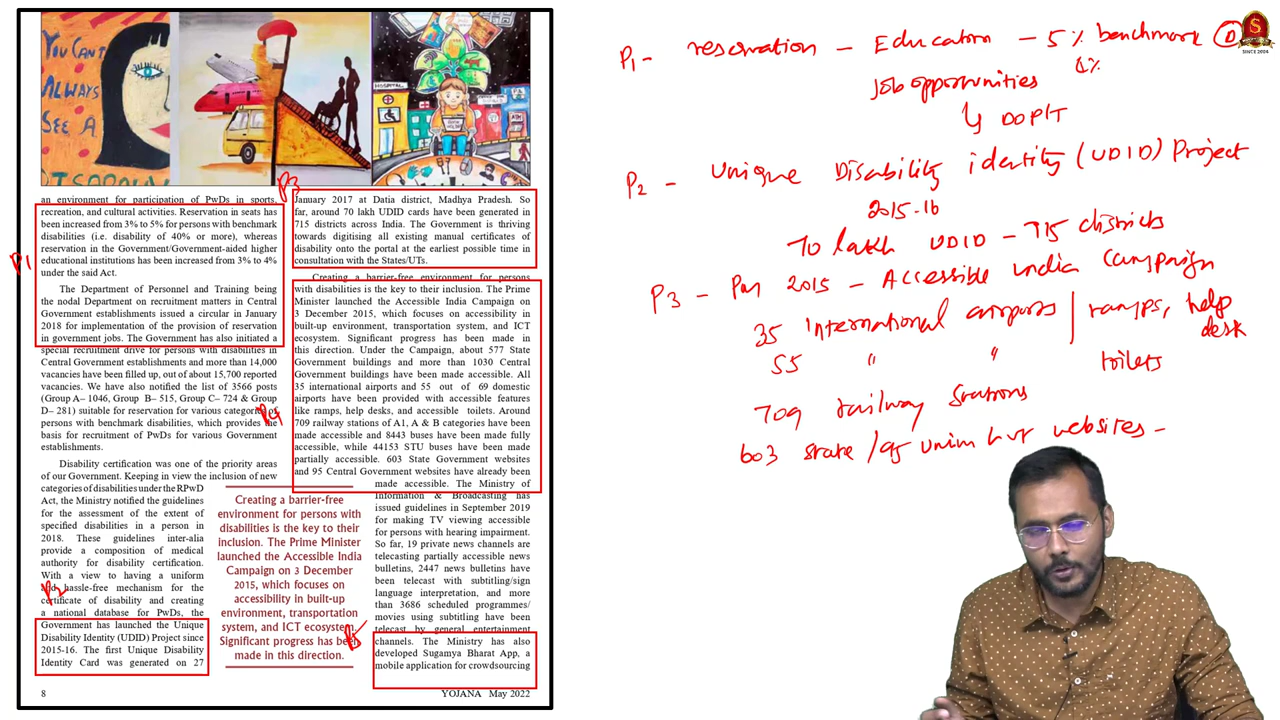 YOU CAN'T
ALWAYS
SEE A
DISABILITY
HOSPITAL
ATM
an environment for participation of PwDs in sports,
recreation, and cultural activities. Reservation in seats has
been increased from 3% to 5% for persons with benchmark
disabilities (i.e. disability of 40% or more), whereas
reservation in the Government/Government-aided higher
educational institutions has been increased from 3% to 4%
under the said Act.
The Department of Personnel and Training being
the nodal Department on recruitment matters in Central
Government establishments issued a circular in January
2018 for implementation of the provision of reservation
in government jobs. The Government has also initiated a
special recruitment drive for persons with disabilities in
Central Government establishments and more than 14,000
vacancies have been filled up, out of about 15,700 reported
vacancies. We have also notified the list of 3566 posts
(Group A– 1046, Group B– 515, Group C– 724 & Group
D– 281) suitable for reservation for various categories of
persons with benchmark disabilities, which provides the
basis for recruitment of PwDs for various Government
establishments.
Disability certification was one of the priority areas
of our Government. Keeping in view the inclusion of new
categories of disabilities under the RPwD
Act, the Ministry notified the guidelines
for the assessment of the extent of
specified disabilities in a person in
2018. These guidelines inter-alia
provide a composition of medical
authority for disability certification.
With a view to having a uniform
and hassle-free mechanism for the
certificate of disability and creating
a national database for PwDs, the
Government has launched the Unique
Disability Identity (UDID) Project since
2015-16. The first Unique Disability
Identity Card was generated on 27
Creating a barrier-free
environment for persons with
disabilities is the key to their
inclusion. The Prime Minister
launched the Accessible India
Campaign on 3 December
2015, which focuses on
accessibility in built-up
environment, transportation
system, and ICT ecosystem.
Significant progress has been
made in this direction.
January 2017 at Datia district, Madhya Pradesh. So
far, around 70 lakh UDID cards have been generated in
715 districts across India. The Government is thriving
towards digitising all existing manual certificates of
disability onto the portal at the earliest possible time in
consultation with the States/UTs.
Creating a barrier-free environment for persons
with disabilities is the key to their inclusion. The Prime
Minister launched the Accessible India Campaign on
3 December 2015, which focuses on accessibility in
built-up environment, transportation system, and ICT
ecosystem. Significant progress has been made in
this direction. Under the Campaign, about 577 State
Government buildings and more than 1030 Central
Government buildings have been made accessible. All
35 international airports and 55 out of 69 domestic
airports have been provided with accessible features
like ramps, help desks, and accessible toilets. Around
709 railway stations of A1, A & B categories have been
made accessible and 8443 buses have been made fully
accessible, while 44153 STU buses have been made
partially accessible. 603 State Government websites
and 95 Central Government websites have already been
made accessible. The Ministry of
Information & Broadcasting has
issued guidelines in September 2019
for making TV viewing accessible
for persons with hearing impairment.
So far, 19 private news channels are
telecasting partially accessible news
bulletins, 2447 news bulletins have
been telecast with subtitling/sign
language interpretation, and more
than 3686 scheduled programmes/
movies using subtitling have been
telecast by general entertainment
channels. The Ministry has also
developed Sugamya Bharat App, a
mobile application for crowdsourcing
8
YOJANA May 2022
P1
P2
P3
P4
P5
P1 - reservation – Education – 5% benchmark D
4%
job opportunities
↳ DOPT
P2 - Unique Disability identity (UDID) Project
2015-16
70 lakh UDID – 715 districts
P3 - PM 2015 – Accessible india campaign
35 International airports / ramps, help desk
55 " " toilets
709 railway stations
603 state / 95 union govt websites –
S
SINCE 2004